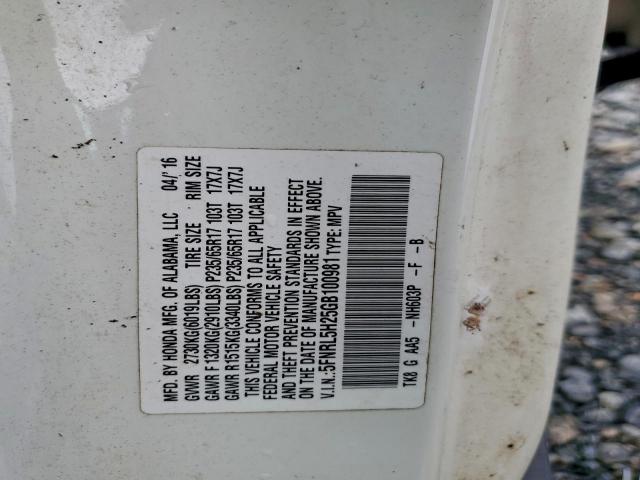 MFD. BY HONDA MFG. OF ALABAMA, LLC 04/'16
GVWR 2730KG(6019LBS) TIRE SIZE RIM SIZE
GAWR F 1320KG(2910LBS) P235/65R17 103T 17X7J
GAWR R1515KG(3340LBS) P235/65R17 103T 17X7J
THIS VEHICLE CONFORMS TO ALL APPLICABLE
FEDERAL MOTOR VEHICLE SAFETY
AND THEFT PREVENTION STANDARDS IN EFFECT
ON THE DATE OF MANUFACTURE SHOWN ABOVE.
V.I.N.:5FNRL5H25GB100981 TYPE: MPV
TK8 G AA5 -NH603P -F -B